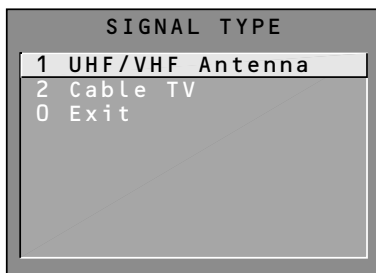 SIGNAL TYPE
1 UHF/VHF Antenna
2 Cable TV
0 Exit